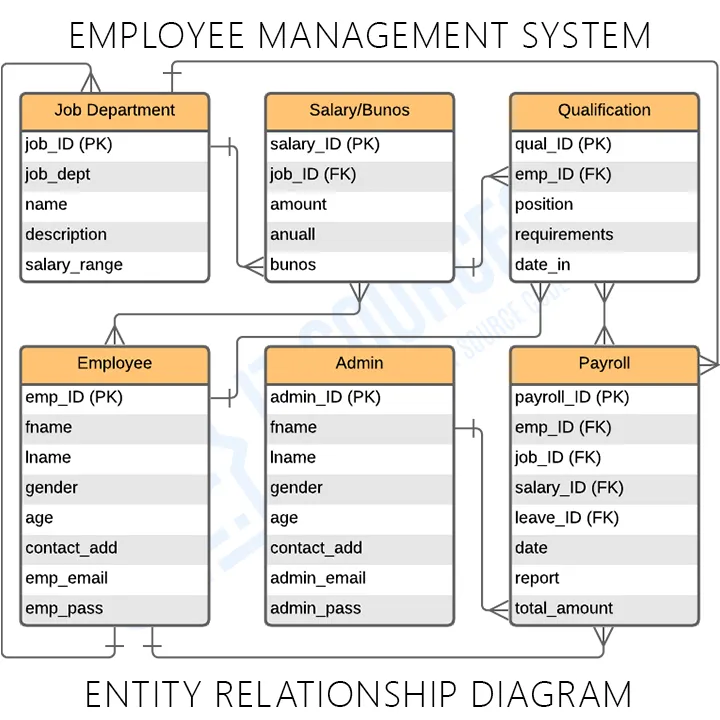 EMPLOYEE MANAGEMENT SYSTEM
Job Department
job_ID (PK)
job_dept
name
description
salary_range
Salary/Bunos
salary_ID (PK)
job_ID (FK)
amount
anuall
bunos
Qualification
qual_ID (PK)
emp_ID (FK)
position
requirements
date_in
Employee
emp_ID (PK)
fname
lname
gender
age
contact_add
emp_email
emp_pass
Admin
admin_ID (PK)
fname
lname
gender
age
contact_add
admin_email
admin_pass
Payroll
payroll_ID (PK)
emp_ID (FK)
job_ID (FK)
salary_ID (FK)
leave_ID (FK)
date
report
total_amount
ENTITY RELATIONSHIP DIAGRAM